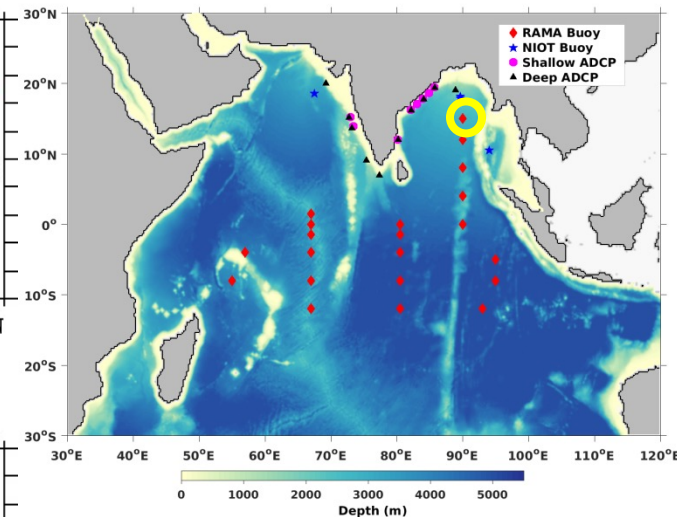 30°N
20°N
10°N
0°
10°S
20°S
30°S
RAMA Buoy
NIOT Buoy
Shallow ADCP
Deep ADCP
30°E 40°E 50°E 60°E 70°E 80°E 90°E 100°E 110°E 120°E
0 1000 2000 3000 4000 5000
Depth (m)